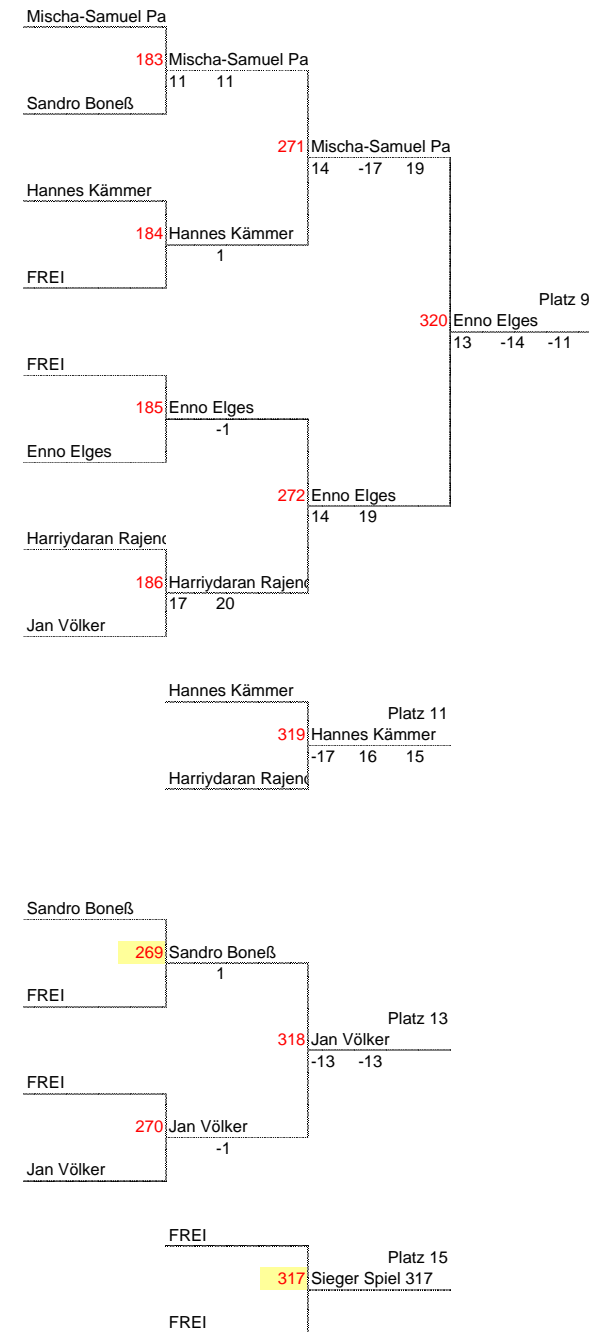 Mischa-Samuel Pa
183 Mischa-Samuel Pa
11 11
Sandro Boneß
271 Mischa-Samuel Pa
14 -17 19
Hannes Kämmer
184 Hannes Kämmer
1
FREI
Platz 9
320 Enno Elges
13 -14 -11
FREI
185 Enno Elges
-1
Enno Elges
272 Enno Elges
14 19
Harriydaran Rajen
186 Harriydaran Rajen
17 20
Jan Völker
Hannes Kämmer
Platz 11
319 Hannes Kämmer
-17 16 15
Harriydaran Rajen
Sandro Boneß
269 Sandro Boneß
1
FREI
Platz 13
318 Jan Völker
-13 -13
FREI
270 Jan Völker
-1
Jan Völker
FREI
Platz 15
317 Sieger Spiel 317
FREI